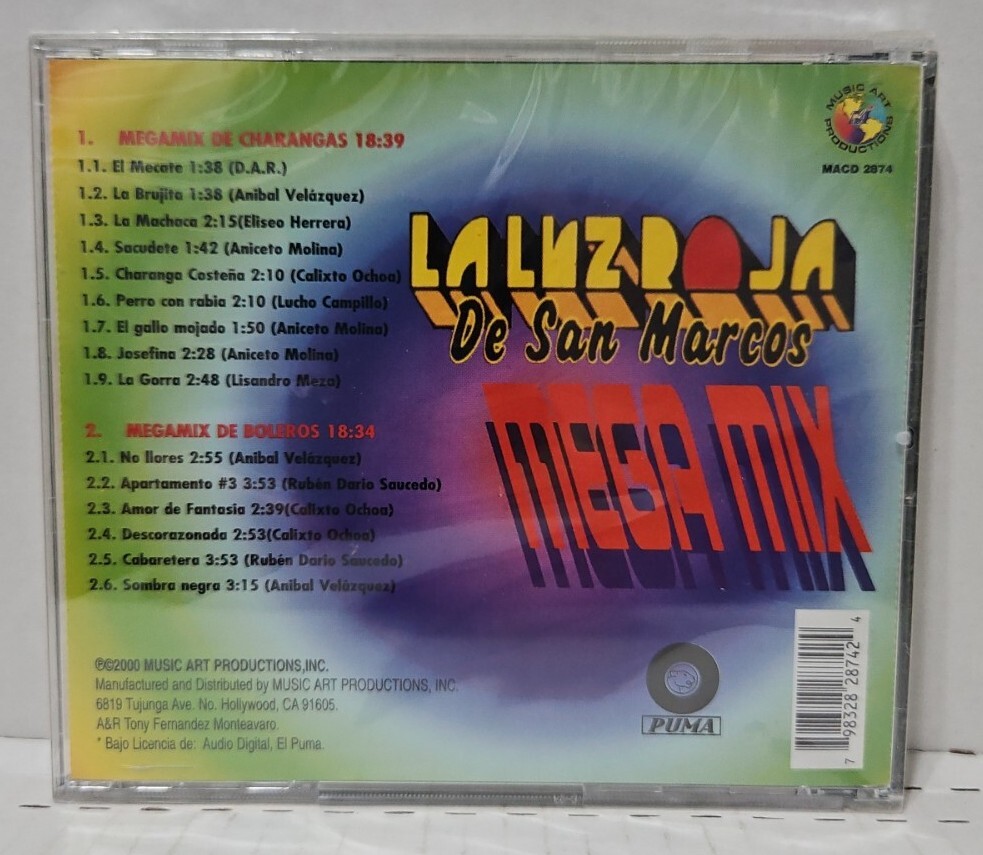 1. MEGAMIX DE CHARANGAS 18:39
1.1. El Mecate 1:38 (D.A.R.)
1.2. La Brujita 1:38 (Anibal Velázquez)
1.3. La Machaca 2:15(Eliseo Herrera)
1.4. Sacudete 1:42 (Aniceto Molina)
1.5. Charanga Costeña 2:10 (Calixto Ochoa)
1.6. Perro con rabia 2:10 (Lucho Campillo)
1.7. El gallo mojado 1:50 (Aniceto Molina)
1.8. Josefina 2:28 (Aniceto Molina)
1.9. La Gorra 2:48 (Lisandro Meza)
2. MEGAMIX DE BOLEROS 18:34
2.1. No llores 2:55 (Anibal Velázquez)
2.2. Apartamento #3 3:53 (Rubén Dario Saucedo)
2.3. Amor de Fantasia 2:39(Calixto Ochoa)
2.4. Descorazonada 2:53(Calixto Ochoa)
2.5. Cabaretera 3:53 (Rubén Dario Saucedo)
2.6. Sombra negra 3:15 (Anibal Velázquez)
MUSIC ART
PRODUCTIONS
MACD 2874
LA LUZ ROJA
De San Marcos
MEGA MIX
℗©2000 MUSIC ART PRODUCTIONS,INC.
Manufactured and Distributed by MUSIC ART PRODUCTIONS, INC.
6819 Tujunga Ave. No. Hollywood, CA 91605.
A&R Tony Fernandez Monteavaro.
* Bajo Licencia de: Audio Digital, El Puma.
PUMA
7 98328 28742 4